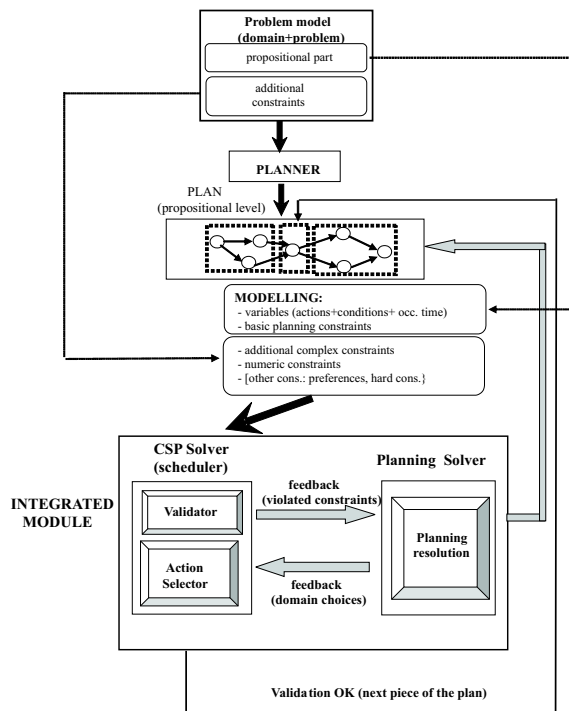 Problem model
(domain+problem)
propositional part
additional
constraints
PLANNER
PLAN
(propositional level)
MODELLING:
- variables (actions+conditions+ occ. time)
- basic planning constraints
- additional complex constraints
- numeric constraints
- [other cons.: preferences, hard cons.}
CSP Solver
(scheduler)
Planning Solver
INTEGRATED
MODULE
Validator
feedback
(violated constraints)
Planning
resolution
Action
Selector
feedback
(domain choices)
Validation OK (next piece of the plan)